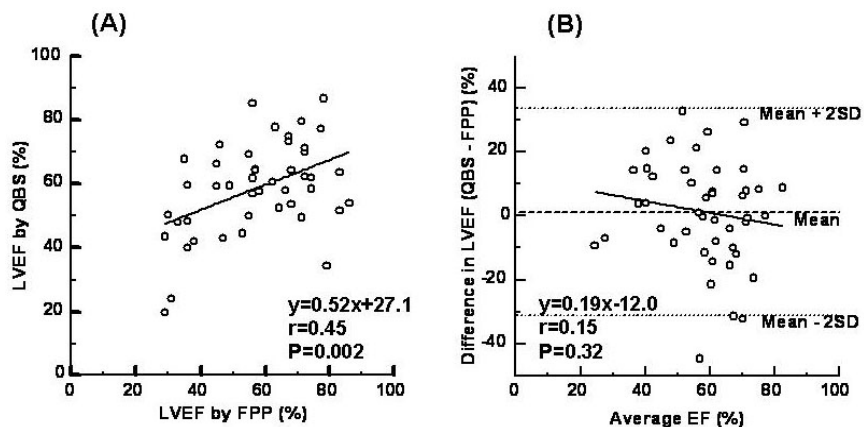 (A)
(B)
100
80
60
40
20
0
LVEF by QBS (%)
y=0.52x+27.1
r=0.45
P=0.002
0 20 40 60 80 100
LVEF by FPP (%)
40
20
0
-20
-40
Difference in LVEF (QBS - FPP) (%)
Mean + 2SD
Mean
Mean - 2SD
y=0.19x-12.0
r=0.15
P=0.32
0 20 40 60 80 100
Average EF (%)